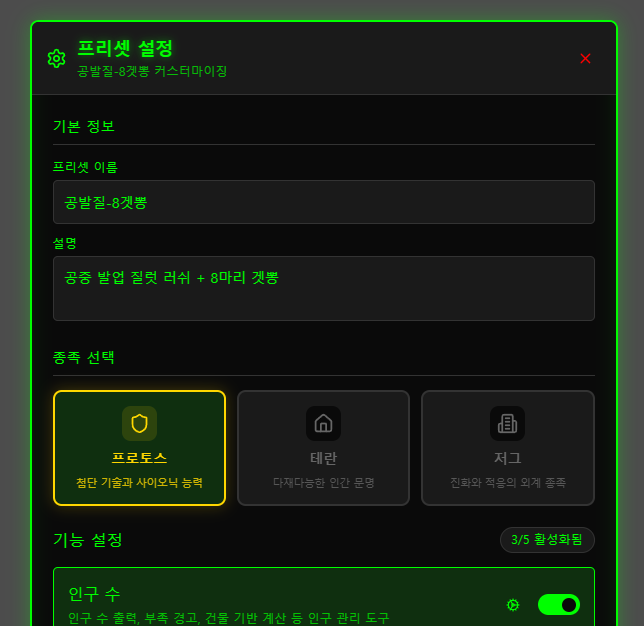 프리셋 설정
공발질-8겟뽕 커스터마이징
기본 정보
프리셋 이름
공발질-8겟뽕
설명
공중 발업 질럿 러쉬 + 8마리 겟뽕
종족 선택
프로토스
첨단 기술과 사이오닉 능력
테란
다재다능한 인간 문명
저그
진화와 적응의 외계 종족
기능 설정
3/5 활성화됨
인구 수
인구 수 출력, 부족 경고, 건물 기반 계산 등 인구 관리 도구